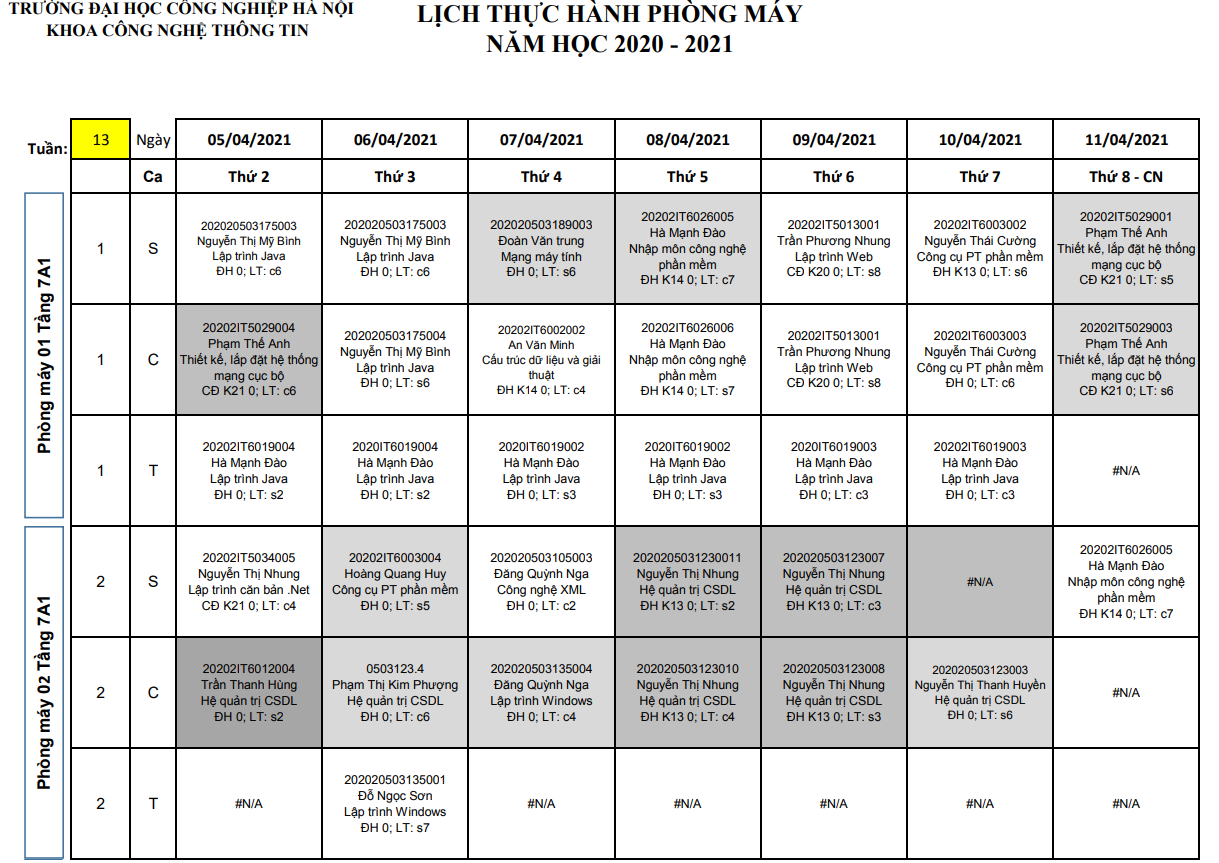 TRƯỜNG ĐẠI HỌC CÔNG NGHIỆP HÀ NỘI
KHOA CÔNG NGHỆ THÔNG TIN
LỊCH THỰC HÀNH PHÒNG MÁY
NĂM HỌC 2020 - 2021
Tuần: 13 Ngày 05/04/2021 06/04/2021 07/04/2021 08/04/2021 09/04/2021 10/04/2021 11/04/2021
Ca Thứ 2 Thứ 3 Thứ 4 Thứ 5 Thứ 6 Thứ 7 Thứ 8 - CN
Phòng máy 01 Tầng 7A1
1 S
202020503175003
Nguyễn Thị Mỹ Bình
Lập trình Java
ĐH 0; LT: c6
202020503175003
Nguyễn Thị Mỹ Bình
Lập trình Java
ĐH 0; LT: c6
202020503189003
Đoàn Văn trung
Mạng máy tính
ĐH 0; LT: s6
20202IT6026005
Hà Mạnh Đào
Nhập môn công nghệ
phần mềm
ĐH K14 0; LT: c7
20202IT5013001
Trần Phương Nhung
Lập trình Web
CĐ K20 0; LT: s8
20202IT6003002
Nguyễn Thái Cường
Công cụ PT phần mềm
ĐH K13 0; LT: s6
20202IT5029001
Phạm Thế Anh
Thiết kế, lắp đặt hệ thống
mạng cục bộ
CĐ K21 0; LT: s5
1 C
20202IT5029004
Phạm Thế Anh
Thiết kế, lắp đặt hệ thống
mạng cục bộ
CĐ K21 0; LT: c6
202020503175004
Nguyễn Thị Mỹ Bình
Lập trình Java
ĐH 0; LT: s6
20202IT6002002
An Văn Minh
Cấu trúc dữ liệu và giải
thuật
ĐH K14 0; LT: c4
20202IT6026006
Hà Mạnh Đào
Nhập môn công nghệ
phần mềm
ĐH K14 0; LT: s7
20202IT5013001
Trần Phương Nhung
Lập trình Web
CĐ K20 0; LT: s8
20202IT6003003
Nguyễn Thái Cường
Công cụ PT phần mềm
ĐH 0; LT: c6
20202IT5029003
Phạm Thế Anh
Thiết kế, lắp đặt hệ thống
mạng cục bộ
CĐ K21 0; LT: s6
1 T
20202IT6019004
Hà Mạnh Đào
Lập trình Java
ĐH 0; LT: s2
2020IT6019004
Hà Mạnh Đào
Lập trình Java
ĐH 0; LT: s2
2020IT6019002
Hà Mạnh Đào
Lập trình Java
ĐH 0; LT: s3
2020IT6019002
Hà Mạnh Đào
Lập trình Java
ĐH 0; LT: s3
2020IT6019003
Hà Mạnh Đào
Lập trình Java
ĐH 0; LT: c3
2020IT6019003
Hà Mạnh Đào
Lập trình Java
ĐH 0; LT: c3
#N/A
Phòng máy 02 Tầng 7A1
2 S
20202IT5034005
Nguyễn Thị Nhung
Lập trình căn bản .Net
CĐ K21 0; LT: c4
20202IT6003004
Hoàng Quang Huy
Công cụ PT phần mềm
ĐH 0; LT: s5
202020503105003
Đăng Quỳnh Nga
Công nghệ XML
ĐH 0; LT: c2
2020205031230011
Nguyễn Thị Nhung
Hệ quản trị CSDL
ĐH K13 0; LT: s2
202020503123007
Nguyễn Thị Nhung
Hệ quản trị CSDL
ĐH K13 0; LT: c3
#N/A
20202IT6026005
Hà Mạnh Đào
Nhập môn công nghệ
phần mềm
ĐH K14 0; LT: c7
2 C
20202IT6012004
Trần Thanh Hùng
Hệ quản trị CSDL
ĐH 0; LT: s2
0503123.4
Phạm Thị Kim Phượng
Hệ quản trị CSDL
ĐH 0; LT: c6
202020503135004
Đăng Quỳnh Nga
Lập trình Windows
ĐH 0; LT: c4
202020503123010
Nguyễn Thị Nhung
Hệ quản trị CSDL
ĐH K13 0; LT: c4
202020503123008
Nguyễn Thị Nhung
Hệ quản trị CSDL
ĐH K13 0; LT: s3
202020503123003
Nguyễn Thị Thanh Huyền
Hệ quản trị CSDL
ĐH 0; LT: s6
#N/A
2 T
#N/A
202020503135001
Đỗ Ngọc Sơn
Lập trình Windows
ĐH 0; LT: s7
#N/A
#N/A
#N/A
#N/A
#N/A